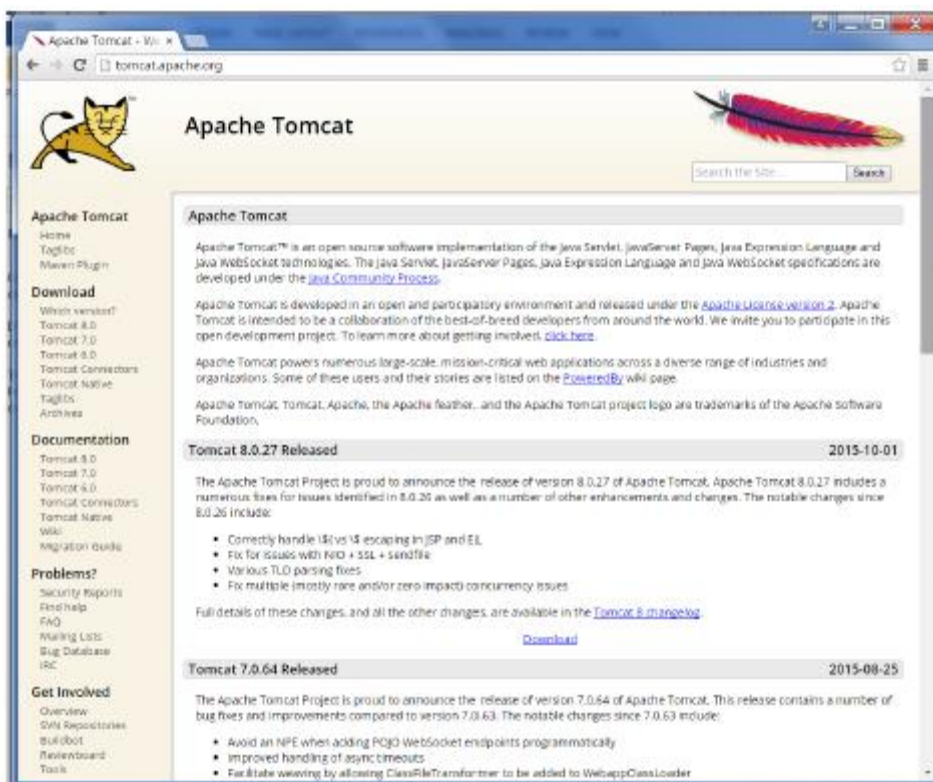 Apache Tomcat - We
tomcat.apache.org
Apache Tomcat
Search the Site...
Search
Apache Tomcat
Home
Taglibs
Maven Plugin
Download
Which version?
Tomcat 8.0
Tomcat 7.0
Tomcat 6.0
Tomcat Connectors
Tomcat Native
Taglibs
Archives
Documentation
Tomcat 8.0
Tomcat 7.0
Tomcat 6.0
Tomcat Connectors
Tomcat Native
Wiki
Migration Guide
Problems?
Security Reports
Find help
FAQ
Mailing Lists
Bug Database
IRC
Get Involved
Overview
SVN Repositories
Buildbot
Reviewboard
Tools
Apache Tomcat
Apache Tomcat™ is an open source software implementation of the Java Servlet, JavaServer Pages, Java Expression Language and
Java WebSocket technologies. The Java Servlet, JavaServer Pages, Java Expression Language and Java WebSocket specifications are
developed under the Java Community Process.
Apache Tomcat is developed in an open and participatory environment and released under the Apache License version 2. Apache
Tomcat is intended to be a collaboration of the best-of-breed developers from around the world. We invite you to participate in this
open development project. To learn more about getting involved, click here.
Apache Tomcat powers numerous large-scale, mission-critical web applications across a diverse range of industries and
organizations. Some of these users and their stories are listed on the PoweredBy wiki page.
Apache Tomcat, Tomcat, Apache, the Apache feather, and the Apache Tomcat project logo are trademarks of the Apache Software
Foundation.
Tomcat 8.0.27 Released 2015-10-01
The Apache Tomcat Project is proud to announce the release of version 8.0.27 of Apache Tomcat. Apache Tomcat 8.0.27 includes a
numerous fixes for issues identified in 8.0.26 as well as a number of other enhancements and changes. The notable changes since
8.0.26 include:
• Correctly handle \${ vs \$ escaping in JSP and EL
• Fix for issues with NIO + SSL + sendfile
• Various TLD parsing fixes
• Fix multiple (mostly rare and/or zero impact) concurrency issues
Full details of these changes, and all the other changes, are available in the Tomcat 8 changelog.
Download
Tomcat 7.0.64 Released 2015-08-25
The Apache Tomcat Project is proud to announce the release of version 7.0.64 of Apache Tomcat. This release contains a number of
bug fixes and improvements compared to version 7.0.63. The notable changes since 7.0.63 include:
• Avoid an NPE when adding POJO WebSocket endpoints programmatically
• Improved handling of async timeouts
• Facilitate weaving by allowing ClassFileTransformer to be added to WebappClassLoader